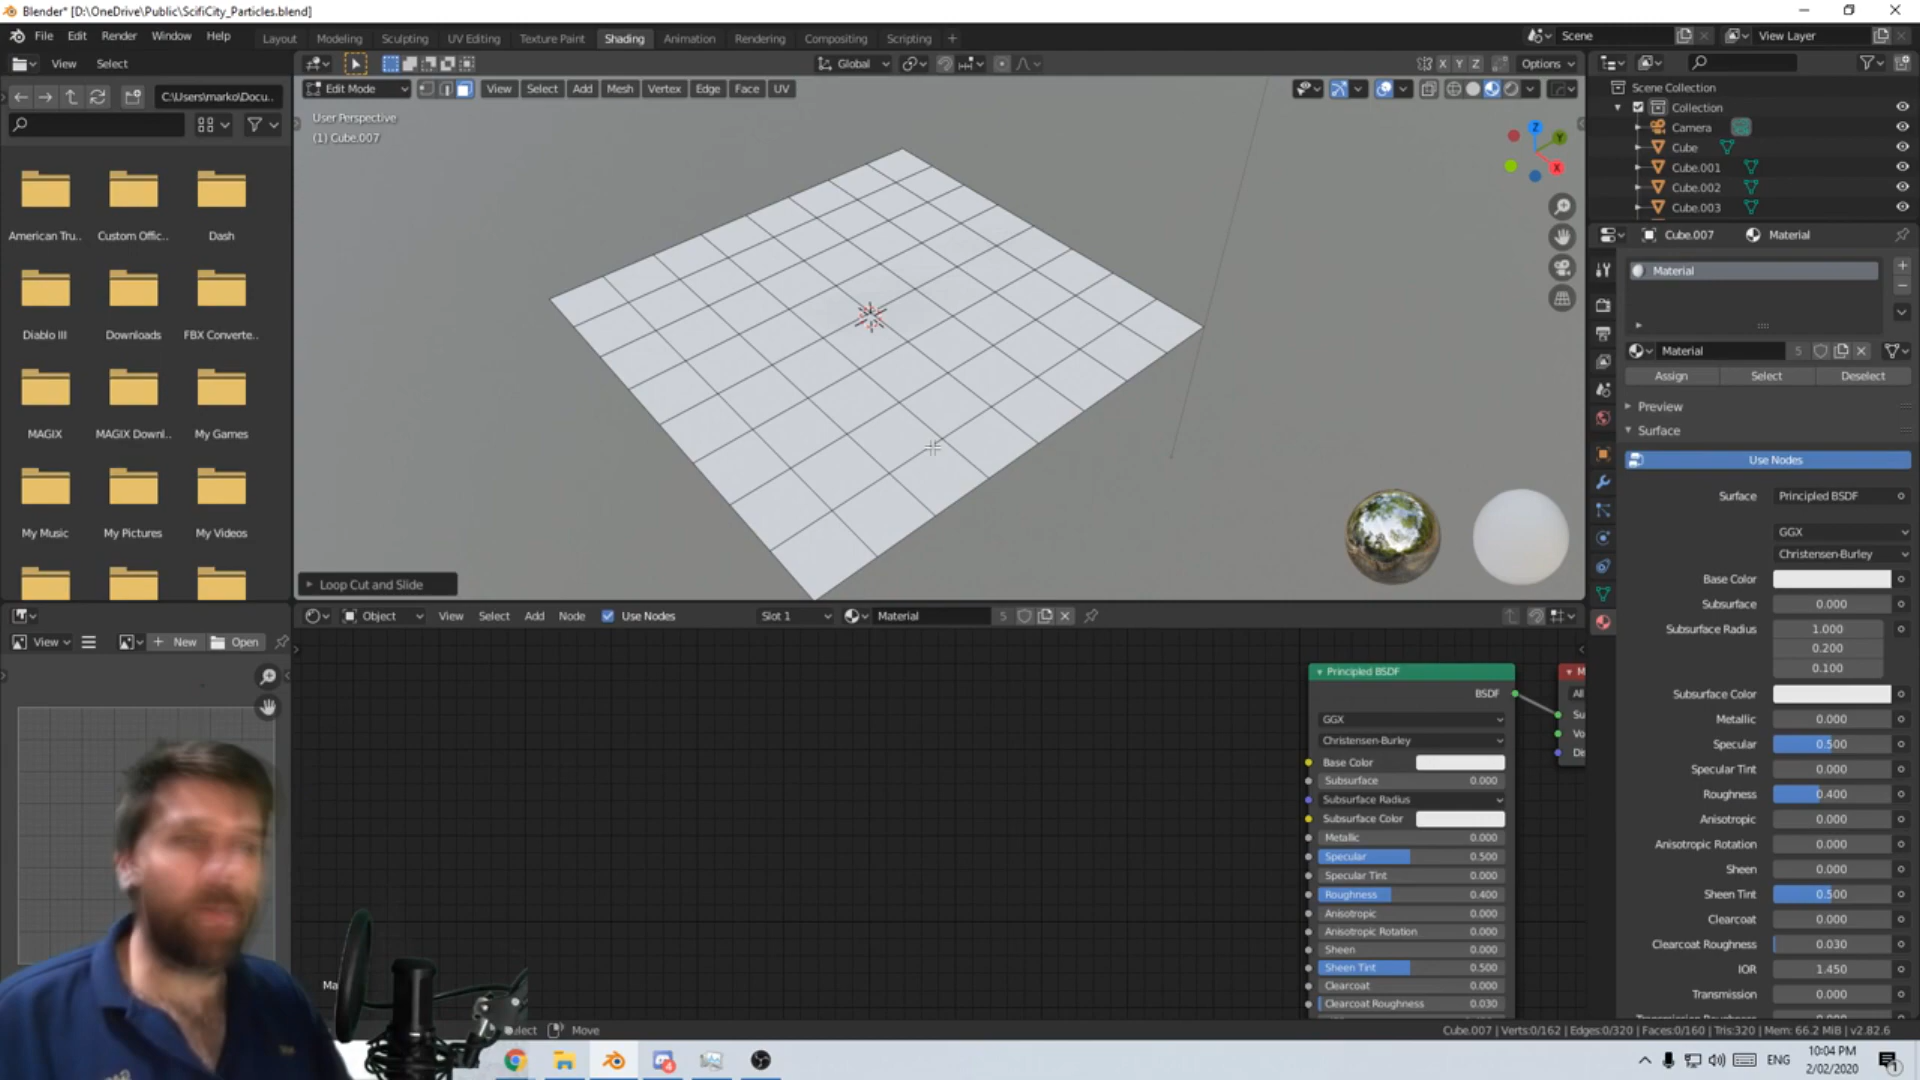 Blender* [D:\OneDrive\Public\ScifiCity_Particles.blend]
File Edit Render Window Help
Layout Modeling Sculpting UV Editing Texture Paint Shading Animation Rendering Compositing Scripting +
Scene
View Layer
View Select
Global
X Y Z
Options
C:\Users\marko\Docu..
Edit Mode
View Select Add Mesh Vertex Edge Face UV
User Perspective
(1) Cube.007
Z
Y
X
American Tru..
Custom Offic..
Dash
Diablo III
Downloads
FBX Converte..
MAGIX
MAGIX Downl..
My Games
My Music
My Pictures
My Videos
Loop Cut and Slide
Scene Collection
Collection
Camera
Cube
Cube.001
Cube.002
Cube.003
Cube.007
Material
Material
Material
5
Assign
Select
Deselect
Preview
Surface
Use Nodes
Surface Principled BSDF
GGX
Christensen-Burley
Base Color
Subsurface 0.000
Subsurface Radius 1.000
0.200
0.100
Subsurface Color
Metallic 0.000
Specular 0.500
Specular Tint 0.000
Roughness 0.400
Anisotropic 0.000
Anisotropic Rotation 0.000
Sheen 0.000
Sheen Tint 0.500
Clearcoat 0.000
Clearcoat Roughness 0.030
IOR 1.450
Transmission 0.000
View
+ New
Open
Object
View Select Add Node
Use Nodes
Slot 1
Material
5
Principled BSDF
BSDF
GGX
Christensen-Burley
Base Color
Subsurface 0.000
Subsurface Radius
Subsurface Color
Metallic 0.000
Specular 0.500
Specular Tint 0.000
Roughness 0.400
Anisotropic 0.000
Anisotropic Rotation 0.000
Sheen 0.000
Sheen Tint 0.500
Clearcoat 0.000
Clearcoat Roughness 0.030
M
All
Su
Vo
Di
Ma
Move
Cube.007 | Verts:0/162 | Edges:0/320 | Faces:0/160 | Tris:320 | Mem: 66.2 MiB | v2.82.6
ENG
10:04 PM
2/02/2020